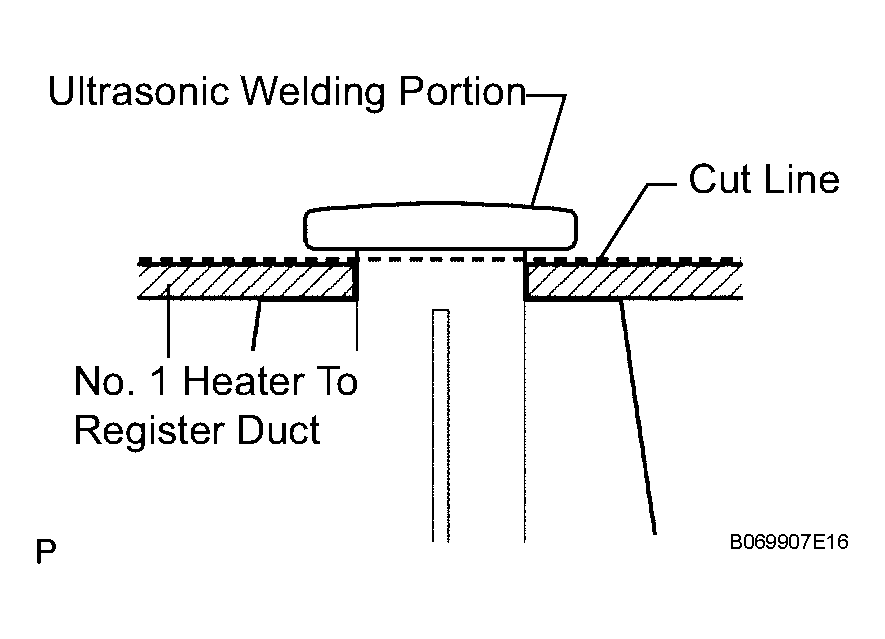 Ultrasonic Welding Portion
Cut Line
No. 1 Heater To
Register Duct
P
B069907E16